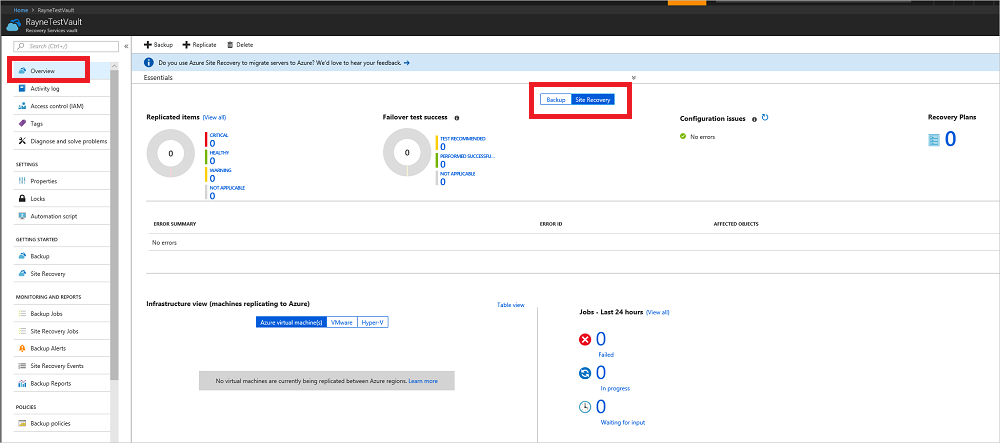 Home > RayneTestVault
RayneTestVault
Recovery Services vault
Search (Ctrl+/)
«
Overview
Activity log
Access control (IAM)
Tags
Diagnose and solve problems
SETTINGS
Properties
Locks
Automation script
GETTING STARTED
Backup
Site Recovery
MONITORING AND REPORTS
Backup Jobs
Site Recovery Jobs
Backup Alerts
Site Recovery Events
Backup Reports
POLICIES
Backup policies
+ Backup + Replicate Delete
Do you use Azure Site Recovery to migrate servers to Azure? We'd love to hear your feedback. →
Essentials
Backup Site Recovery
Replicated items (View all)
0
CRITICAL
0
HEALTHY
0
WARNING
0
NOT APPLICABLE
0
Failover test success
0
TEST RECOMMENDED
0
PERFORMED SUCCESSFU...
0
NOT APPLICABLE
0
Configuration issues
No errors
Recovery Plans
0
ERROR SUMMARY ERROR ID AFFECTED OBJECTS
No errors
Infrastructure view (machines replicating to Azure) Table view
Azure virtual machine(s) VMware Hyper-V
No virtual machines are currently being replicated between Azure regions. Learn more
Jobs - Last 24 hours (View all)
0
Failed
0
In progress
0
Waiting for input